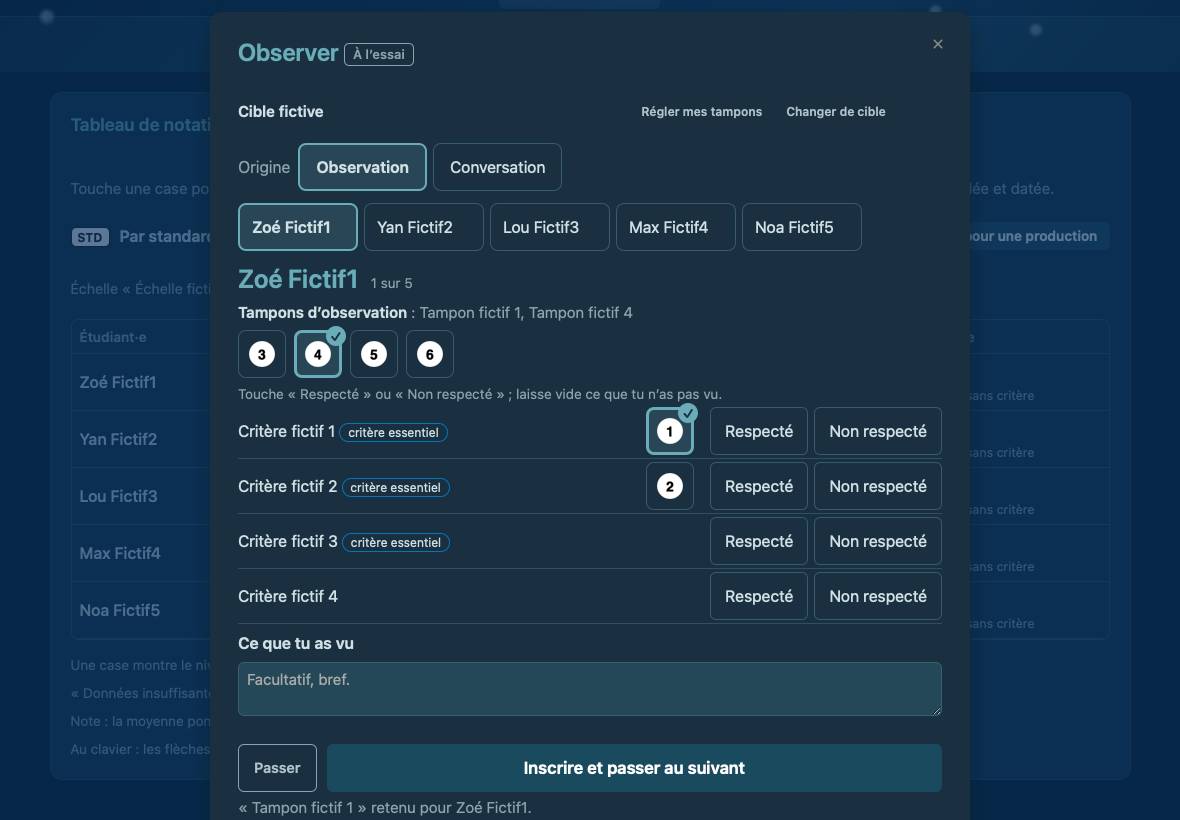 Observer À l'essai
×
Cible fictive Régler mes tampons Changer de cible
Origine Observation Conversation
Zoé Fictif1 Yan Fictif2 Lou Fictif3 Max Fictif4 Noa Fictif5
Zoé Fictif1 1 sur 5
Tampons d'observation : Tampon fictif 1, Tampon fictif 4
3 4 5 6
Touche « Respecté » ou « Non respecté » ; laisse vide ce que tu n'as pas vu.
Critère fictif 1 critère essentiel 1 Respecté Non respecté
Critère fictif 2 critère essentiel 2 Respecté Non respecté
Critère fictif 3 critère essentiel Respecté Non respecté
Critère fictif 4 Respecté Non respecté
Ce que tu as vu
Facultatif, bref.
Passer Inscrire et passer au suivant
« Tampon fictif 1 » retenu pour Zoé Fictif1.
Tableau de
Touche une case et datée.
STD Par pour une production
Échelle « Échelle
Étudiant·e
Zoé Fictif1 sans critère
Yan Fictif2 sans critère
Lou Fictif3 sans critère
Max Fictif4 sans critère
Noa Fictif5 sans critère
Une case montre le
« Données
Note : la moyenne
Au clavier : les flèches